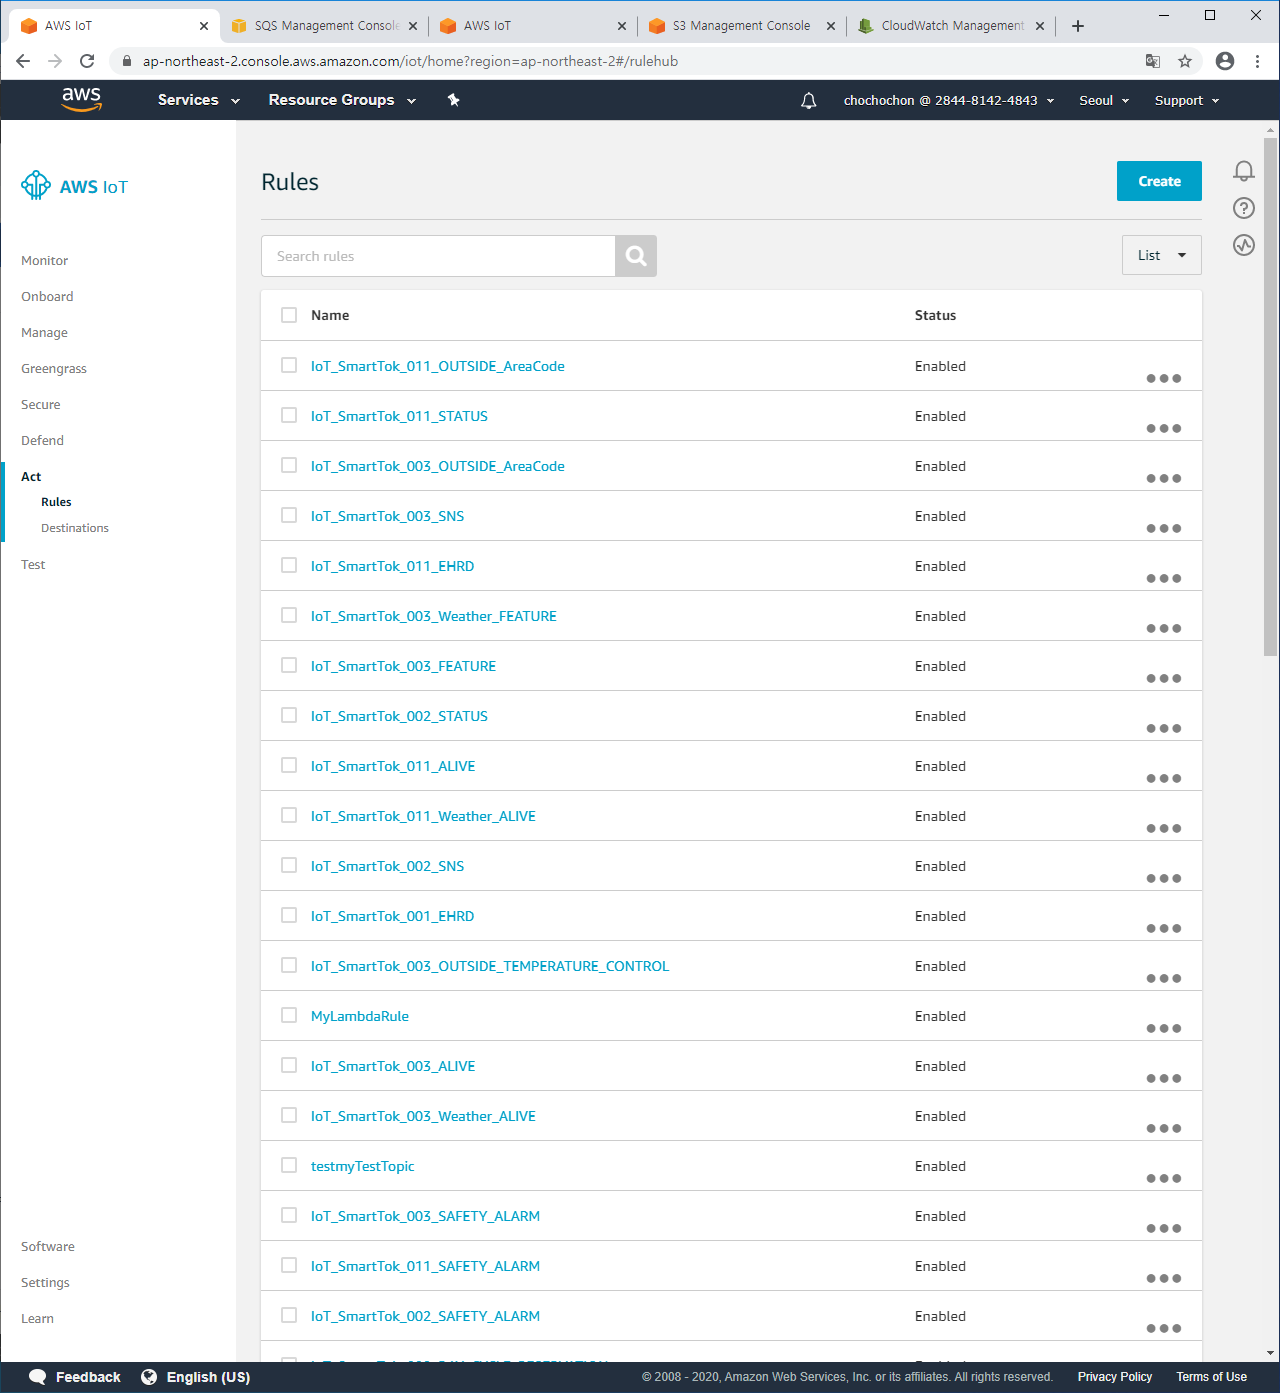 AWS IoT
SQS Management Console
AWS IoT
S3 Management Console
CloudWatch Management
ap-northeast-2.console.aws.amazon.com/iot/home?region=ap-northeast-2#/rulehub
aws
Services
Resource Groups
chochochon @ 2844-8142-4843
Seoul
Support
AWS IoT
Monitor
Onboard
Manage
Greengrass
Secure
Defend
Act
Rules
Destinations
Test
Software
Settings
Learn
Rules
Create
Search rules
List
Name Status
IoT_SmartTok_011_OUTSIDE_AreaCode Enabled
IoT_SmartTok_011_STATUS Enabled
IoT_SmartTok_003_OUTSIDE_AreaCode Enabled
IoT_SmartTok_003_SNS Enabled
IoT_SmartTok_011_EHRD Enabled
IoT_SmartTok_003_Weather_FEATURE Enabled
IoT_SmartTok_003_FEATURE Enabled
IoT_SmartTok_002_STATUS Enabled
IoT_SmartTok_011_ALIVE Enabled
IoT_SmartTok_011_Weather_ALIVE Enabled
IoT_SmartTok_002_SNS Enabled
IoT_SmartTok_001_EHRD Enabled
IoT_SmartTok_003_OUTSIDE_TEMPERATURE_CONTROL Enabled
MyLambdaRule Enabled
IoT_SmartTok_003_ALIVE Enabled
IoT_SmartTok_003_Weather_ALIVE Enabled
testmyTestTopic Enabled
IoT_SmartTok_003_SAFETY_ALARM Enabled
IoT_SmartTok_011_SAFETY_ALARM Enabled
IoT_SmartTok_002_SAFETY_ALARM Enabled
Feedback
English (US)
© 2008 - 2020, Amazon Web Services, Inc. or its affiliates. All rights reserved.
Privacy Policy
Terms of Use